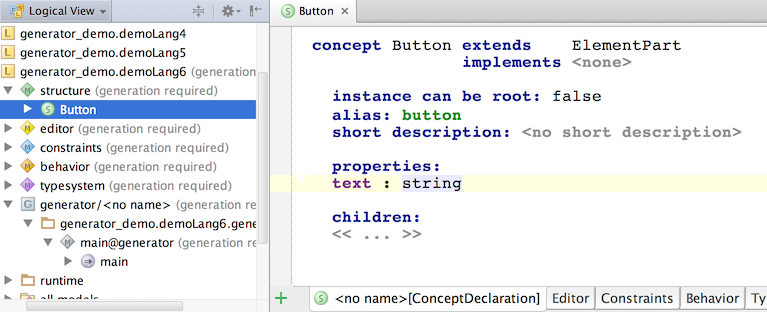 Logical View
generator_demo.demoLang4
generator_demo.demoLang5
generator_demo.demoLang6 (generation
structure (generation required)
Button
editor (generation required)
constraints (generation required)
behavior (generation required)
typesystem (generation required)
generator/<no name> (generation req
generator_demo.demoLang6.gene
main@generator (generation re
main
runtime
all models
Button
concept Button extends ElementPart
implements <none>
instance can be root: false
alias: button
short description: <no short description>
properties:
text : string
children:
<< ... >>
<no name>[ConceptDeclaration] Editor Constraints Behavior Ty